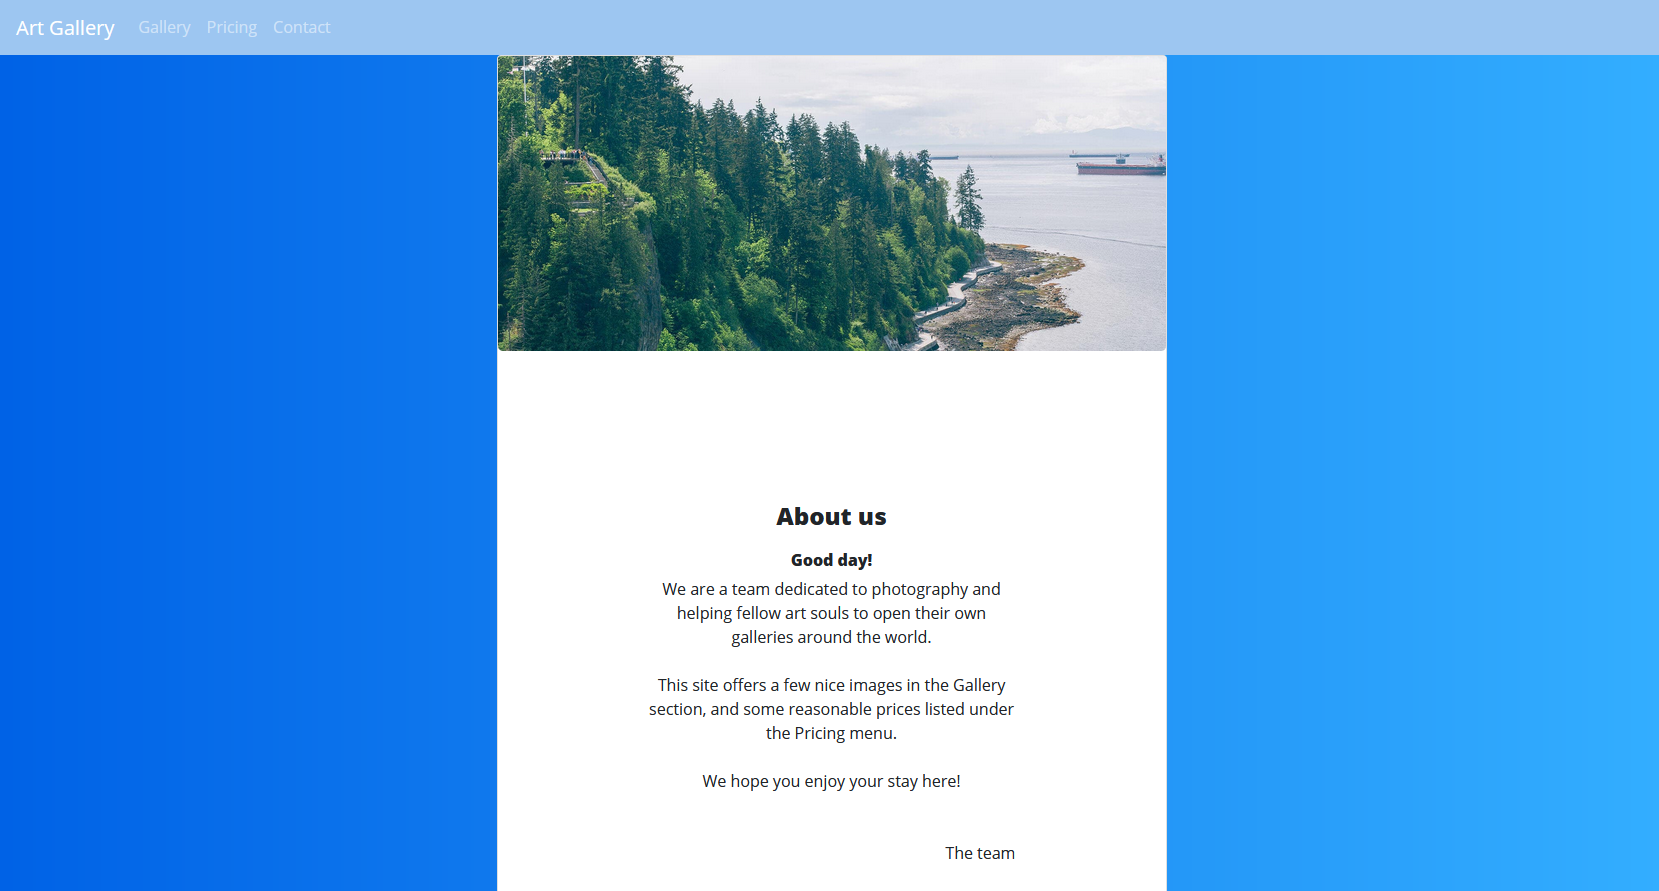 Art Gallery Gallery Pricing Contact
About us
Good day!
We are a team dedicated to photography and
helping fellow art souls to open their own
galleries around the world.
This site offers a few nice images in the Gallery
section, and some reasonable prices listed under
the Pricing menu.
We hope you enjoy your stay here!
The team